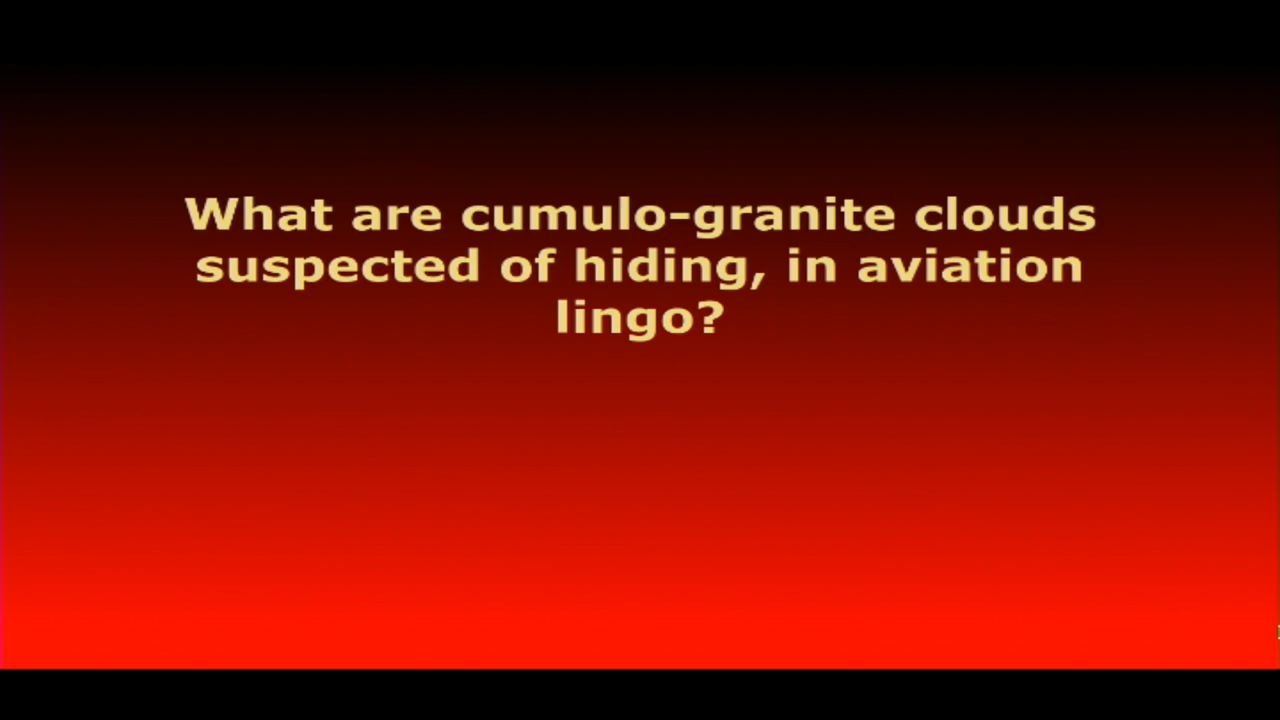 What are cumulo-granite clouds
suspected of hiding, in aviation
lingo?